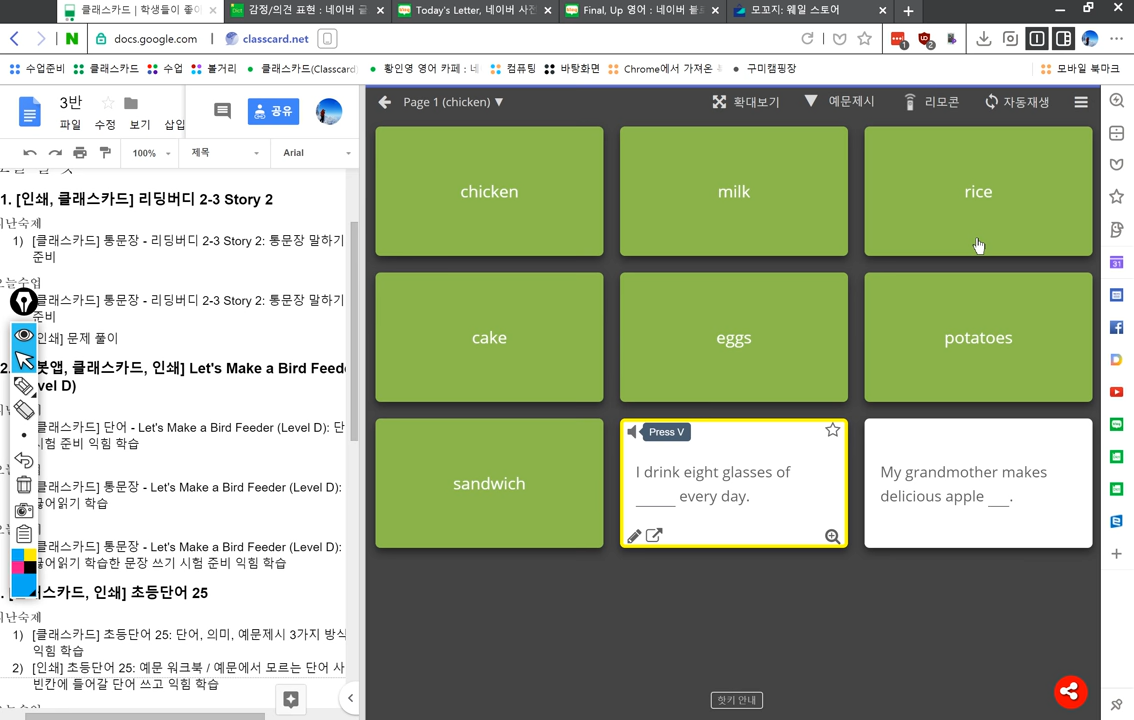 클래스카드 | 학생들이 좋아
감정/의견 표현 : 네이버 글
Today's Letter, 네이버 사전
Final, Up 영어 : 네이버 블로
모꼬지: 웨일 스토어
docs.google.com
classcard.net
수업준비
클래스카드
수업
볼거리
클래스카드(Classcard
황인영 영어 카페 : 네
컴퓨팅
바탕화면
Chrome에서 가져온
구미캠핑장
모바일 북마크
3반
파일 수정 보기 삽입
공유
100%
제목
Arial
1. [인쇄, 클래스카드] 리딩버디 2-3 Story 2
지난숙제
1) [클래스카드] 통문장 - 리딩버디 2-3 Story 2: 통문장 말하기
준비
오늘수업
클래스카드] 통문장 - 리딩버디 2-3 Story 2: 통문장 말하기
준비
인쇄] 문제 풀이
2. 봇앱, 클래스카드, 인쇄] Let's Make a Bird Feede
vel D)
클래스카드] 단어 - Let's Make a Bird Feeder (Level D): 단
시험 준비 익힘 학습
클래스카드] 통문장 - Let's Make a Bird Feeder (Level D):
끊어읽기 학습
클래스카드] 통문장 - Let's Make a Bird Feeder (Level D):
끊어읽기 학습한 문장 쓰기 시험 준비 익힘 학습
스카드, 인쇄] 초등단어 25
지난숙제
1) [클래스카드] 초등단어 25: 단어, 의미, 예문제시 3가지 방식
익힘 학습
2) [인쇄] 초등단어 25: 예문 워크북 / 예문에서 모르는 단어 사
빈칸에 들어갈 단어 쓰고 익힘 학습
Page 1 (chicken) ▼
확대보기
예문제시
리모콘
자동재생
chicken
milk
rice
cake
eggs
potatoes
sandwich
Press V
I drink eight glasses of
_____ every day.
My grandmother makes
delicious apple ___.
핫키 안내